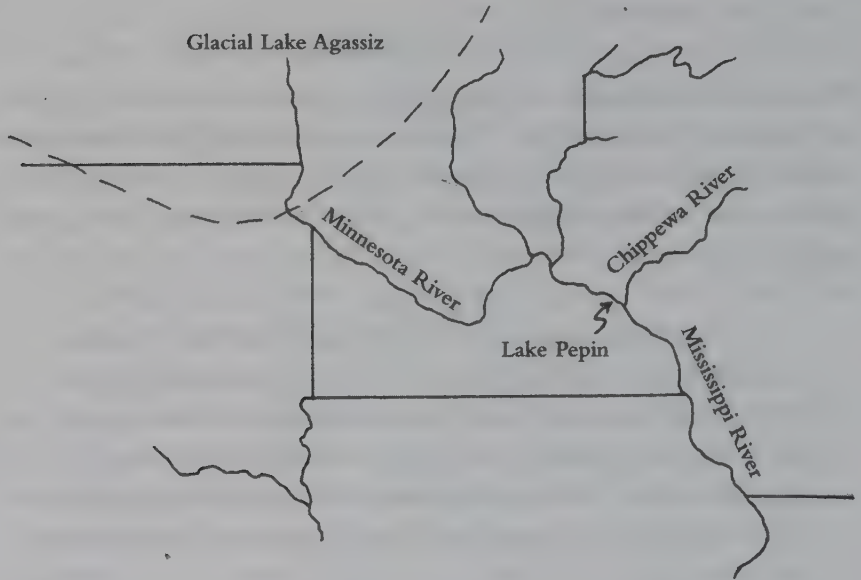 Glacial Lake Agassiz
Minnesota River
Chippewa River
Lake Pepin
Mississippi River